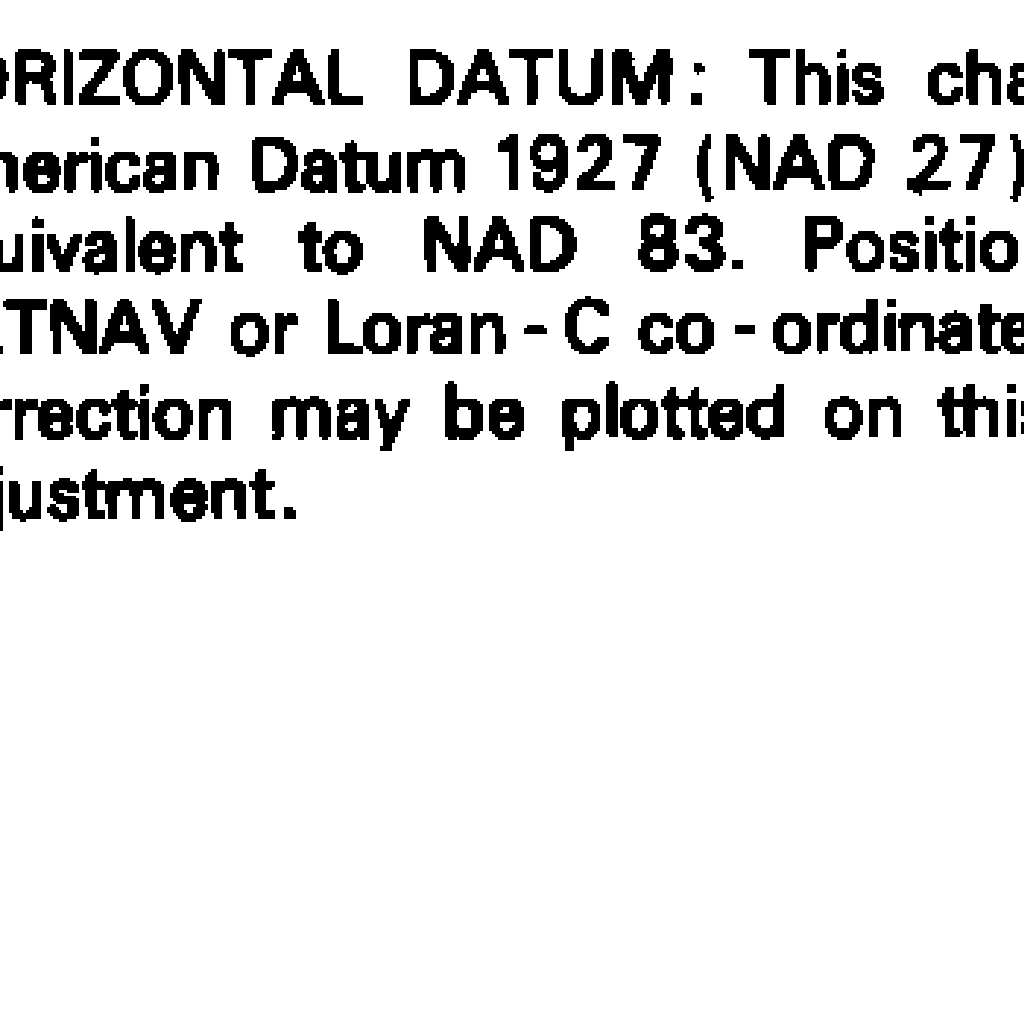 ORIZONTAL DATUM: This cha
merican Datum 1927 (NAD 27)
uivalent to NAD 83. Positio
TNAV or Loran-C co-ordinate
rrection may be plotted on this
justment.